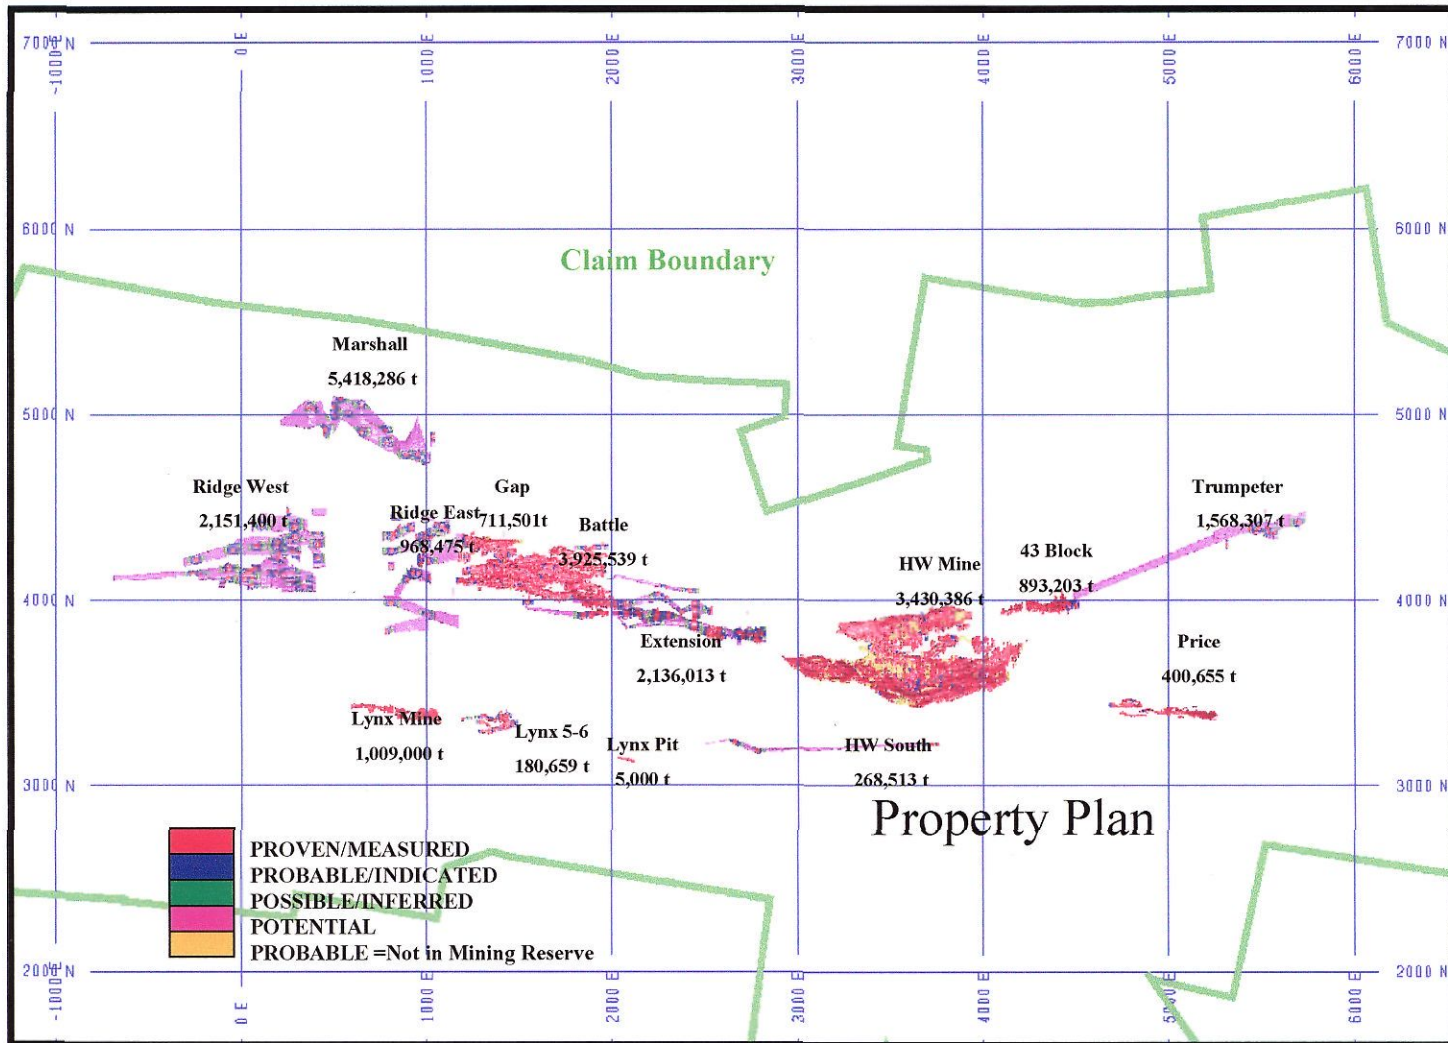 -1000E
0 E
1000 E
2000 E
3000 E
4000 E
5000 E
6000 E
7000 N
7000 N
6000 N
6000 N
Claim Boundary
Marshall
5,418,286 t
5000 N
5000 N
Ridge West
2,151,400 t
Ridge East
968,475 t
Gap
711,501t
Battle
3,925,539 t
HW Mine
3,430,386 t
43 Block
893,203 t
Trumpeter
1,568,307 t
4000 N
4000 N
Extension
2,136,013 t
Price
400,655 t
Lynx Mine
1,009,000 t
Lynx 5-6
180,659 t
Lynx Pit
5,000 t
HW South
268,513 t
3000 N
3000 N
Property Plan
PROVEN/MEASURED
PROBABLE/INDICATED
POSSIBLE/INFERRED
POTENTIAL
PROBABLE =Not in Mining Reserve
2000 N
2000 N
-1000E
0 E
1000 E
2000 E
3000 E
4000 E
5000 E
6000 E